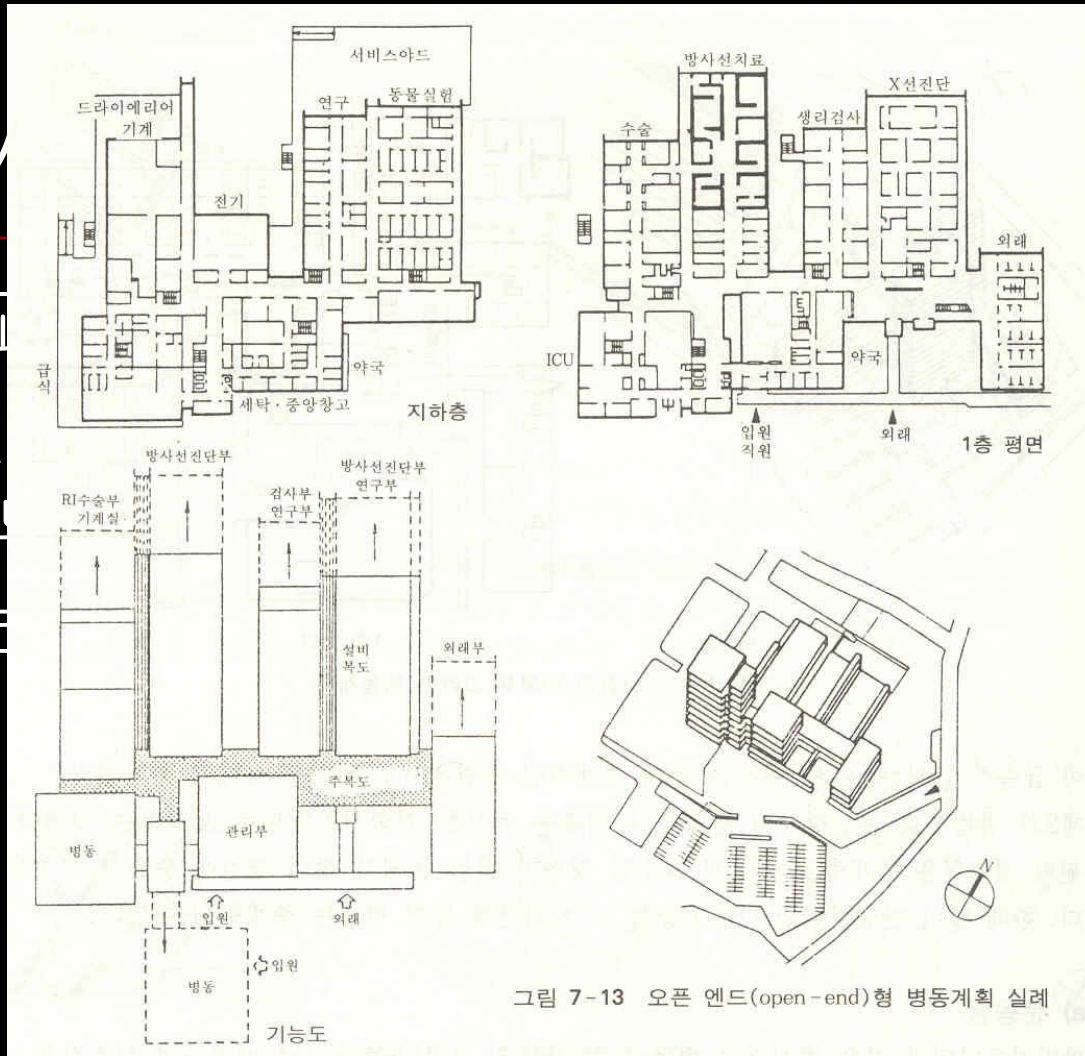 서비스야드
드라이에리어
기계
연구
동물실험
전기
급식
세탁·중앙창고
약국
지하층
방사선치료
X선진단
생리검사
수술
외래
ICU
약국
입원
직원
외래
1층 평면
방사선진단부
RI수술부
기계실
검사부
연구부
방사선진단부
연구부
설비
복도
외래부
주복도
관리부
병동
입원
외래
입원
병동
기능도
N
그림 7-13 오픈 엔드(open-end)형 병동계획 실례